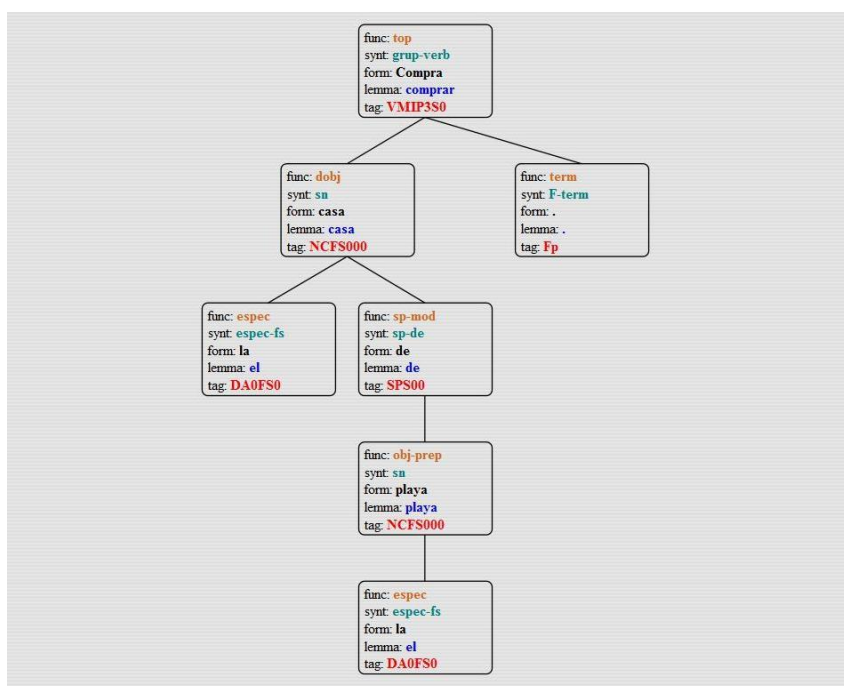 func: top
synt: grup-verb
form: Compra
lemma: comprar
tag: VMIP3S0
func: dobj
synt: sn
form: casa
lemma: casa
tag: NCFS000
func: term
synt: F-term
form: .
lemma: .
tag: Fp
func: espec
synt: espec-fs
form: la
lemma: el
tag: DA0FS0
func: sp-mod
synt: sp-de
form: de
lemma: de
tag: SPS00
func: obj-prep
synt: sn
form: playa
lemma: playa
tag: NCFS000
func: espec
synt: espec-fs
form: la
lemma: el
tag: DA0FS0